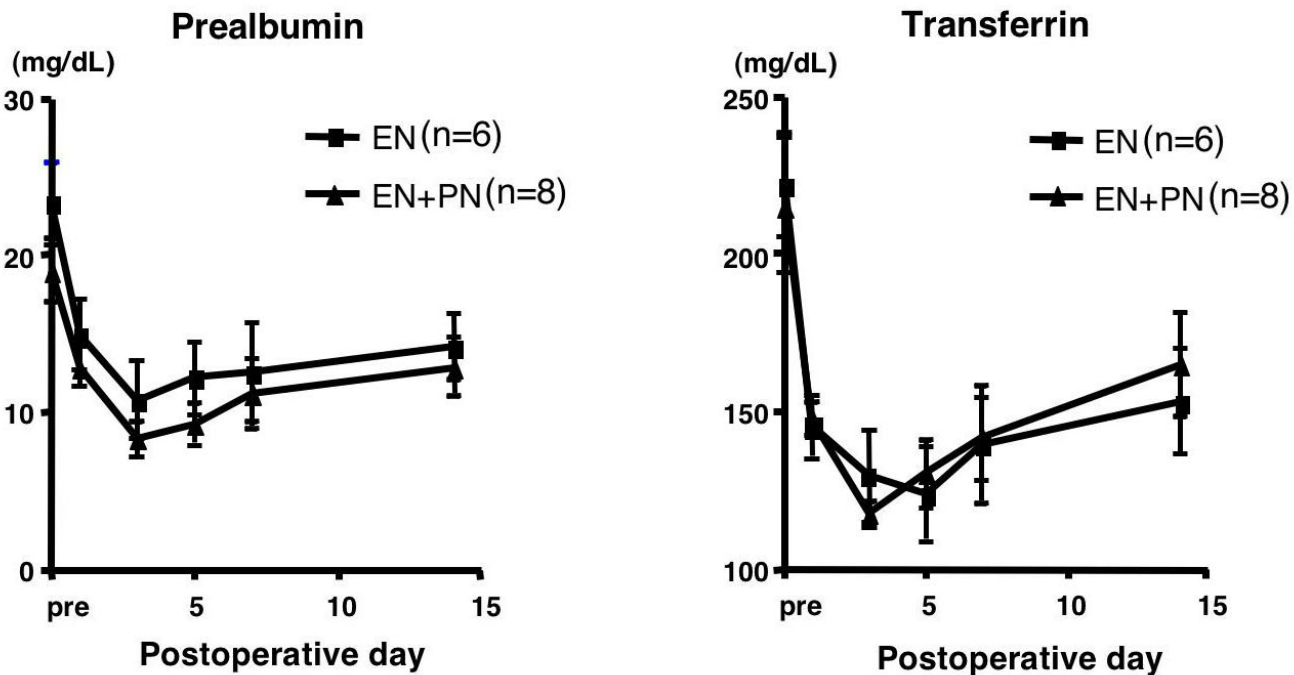 Prealbumin
(mg/dL)
30
20
10
0
EN(n=6)
EN+PN(n=8)
pre 5 10 15
Postoperative day
Transferrin
(mg/dL)
250
200
150
100
EN(n=6)
EN+PN(n=8)
pre 5 10 15
Postoperative day